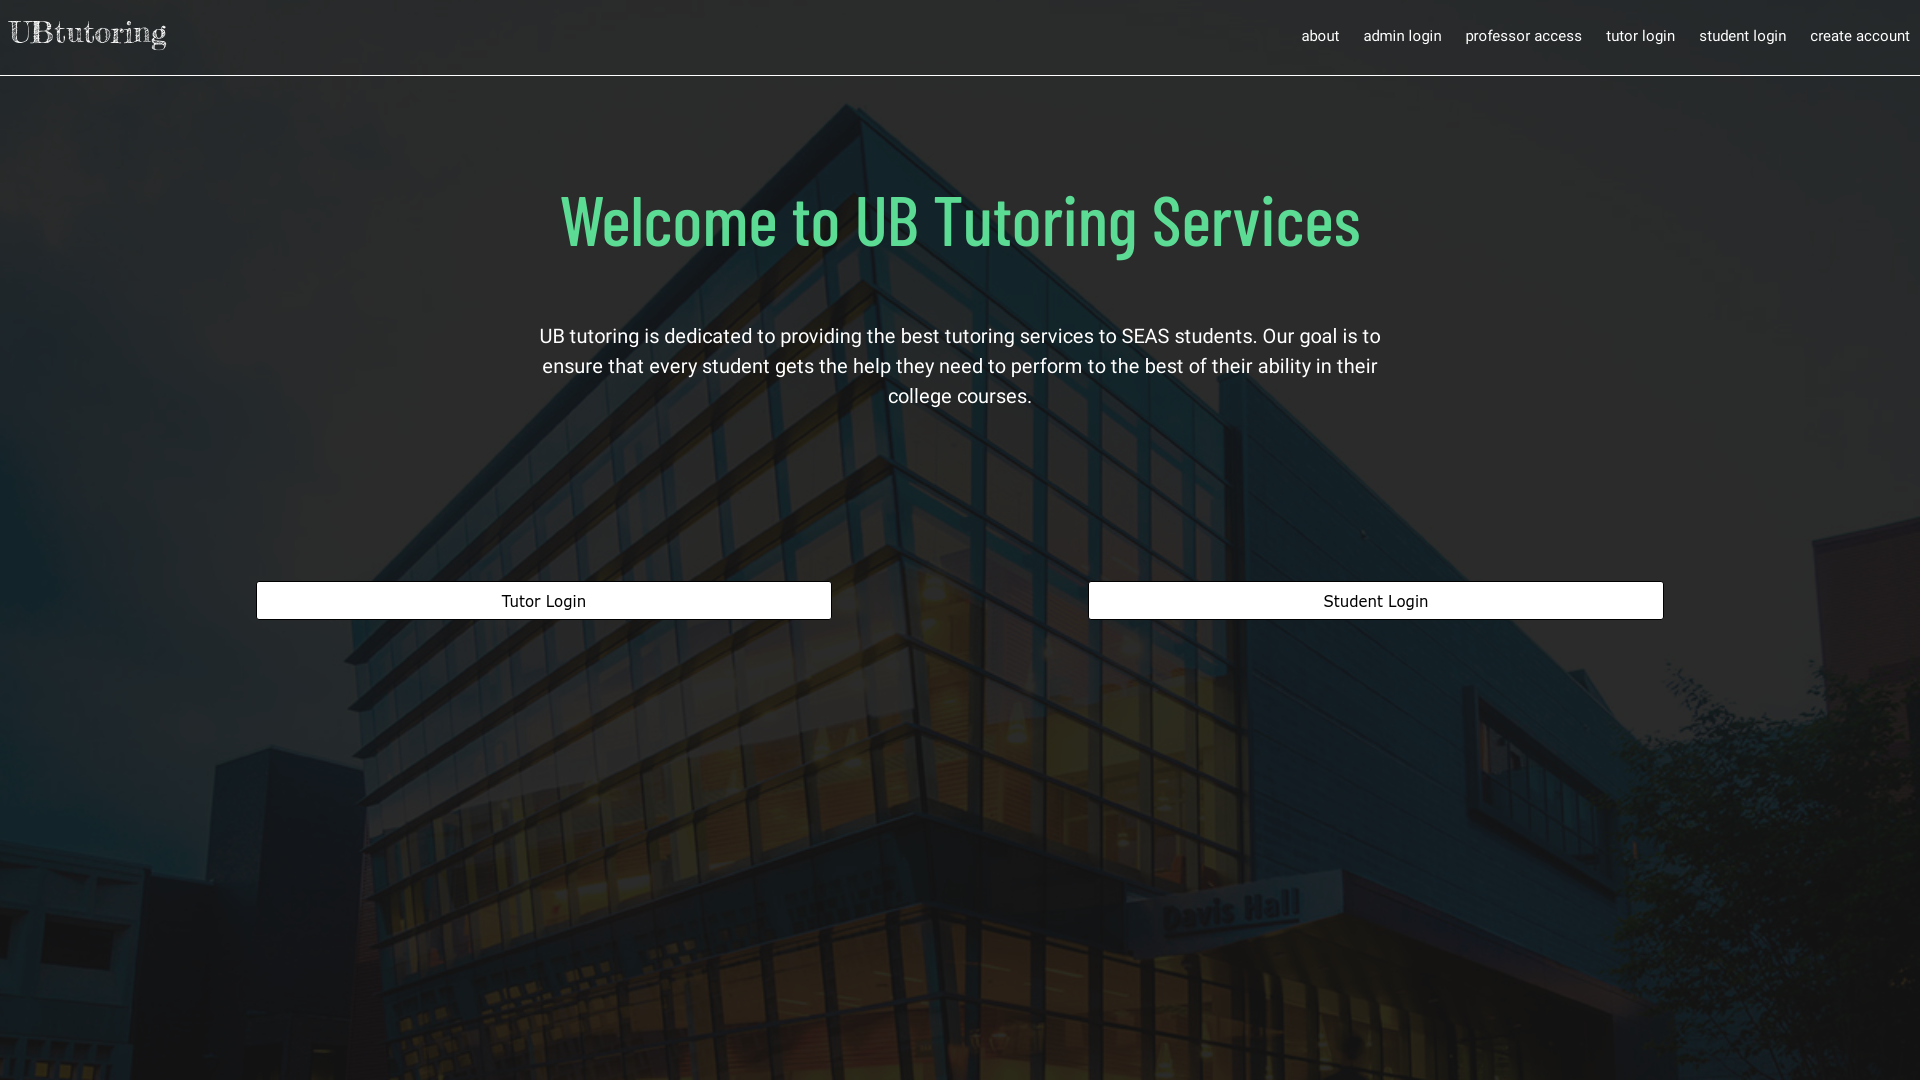 UBtutoring
about admin login professor access tutor login student login create account
Welcome to UB Tutoring Services
UB tutoring is dedicated to providing the best tutoring services to SEAS students. Our goal is to
ensure that every student gets the help they need to perform to the best of their ability in their
college courses.
Tutor Login Student Login
Davis Hall